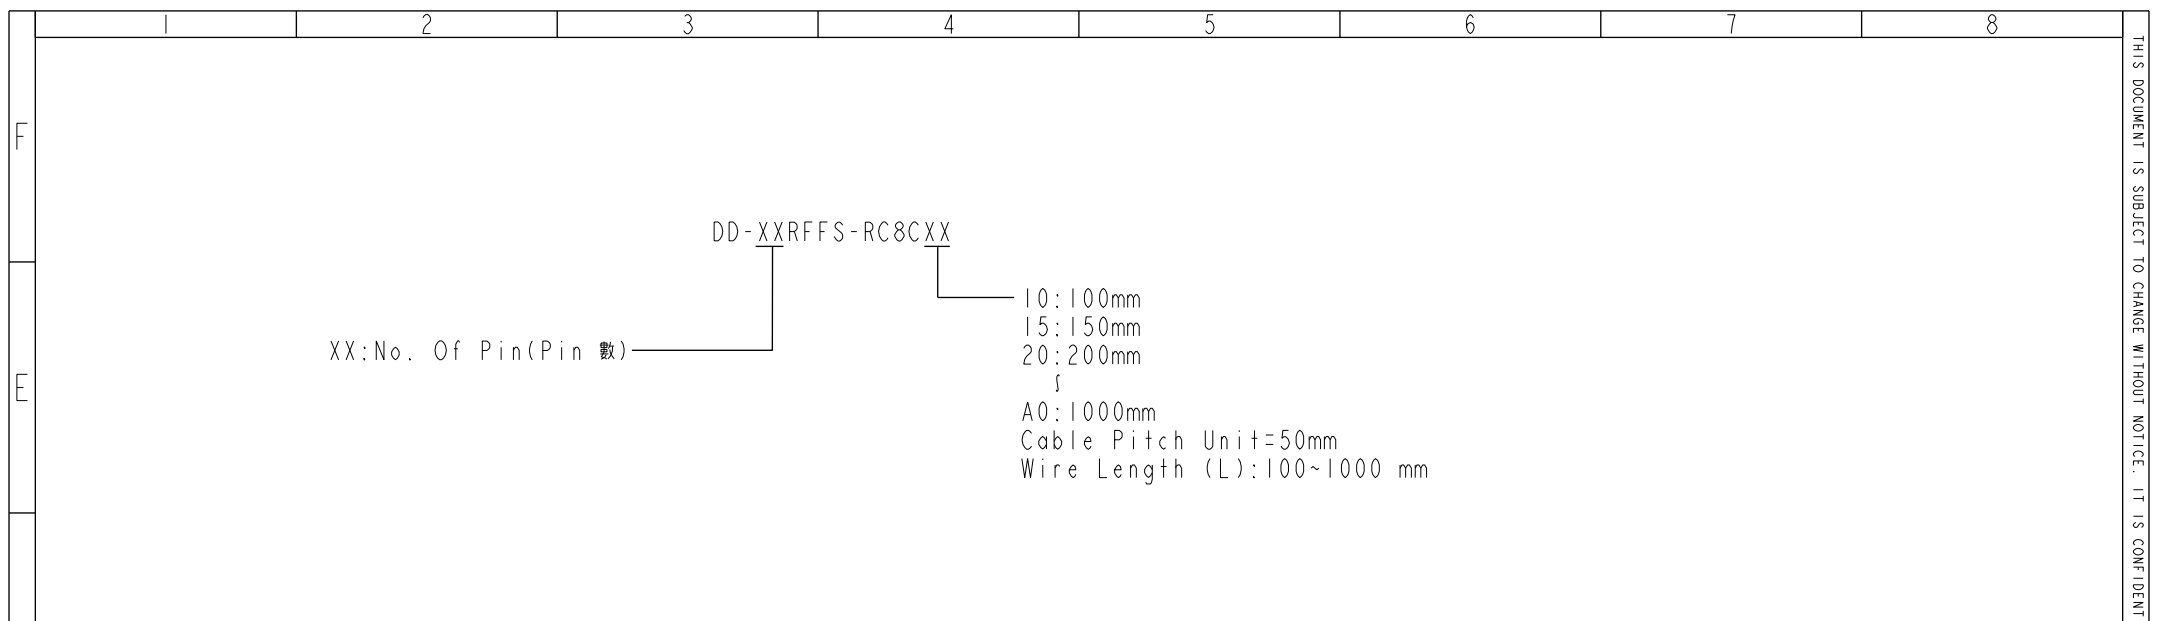 1 2 3 4 5 6 7 8
F
DD-XXRFFS-RC8CXX
10:100mm
15:150mm
XX:No. Of Pin(Pin 數)
20:200mm
∫
E
A0:1000mm
Cable Pitch Unit=50mm
Wire Length (L):100~1000 mm
THIS DOCUMENT IS SUBJECT TO CHANGE WITHOUT NOTICE. IT IS CONFIDENT